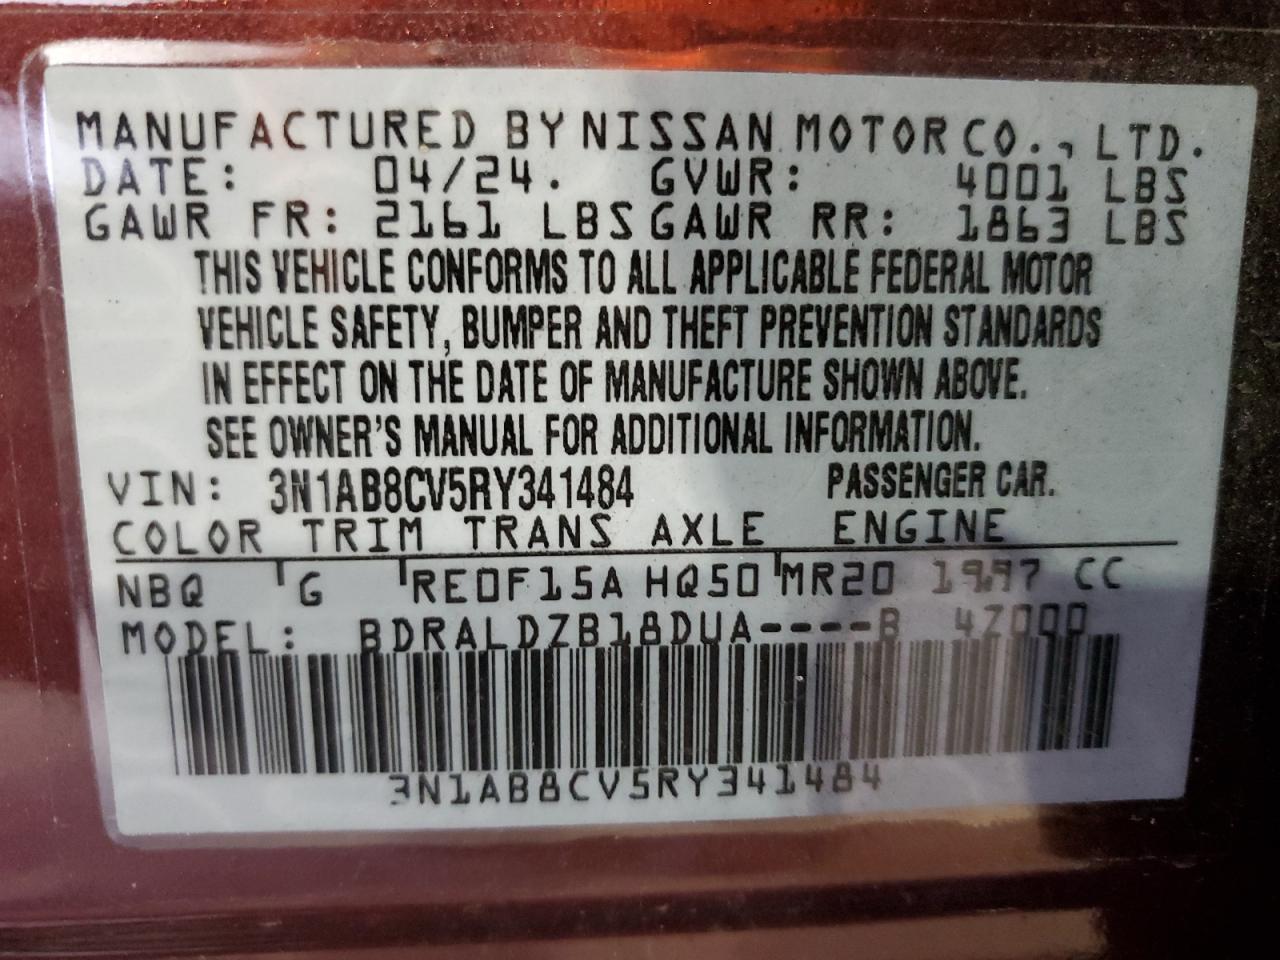 MANUFACTURED BY NISSAN MOTOR CO., LTD.
DATE: 04/24. GVWR: 4001 LBS
GAWR FR: 2161 LBS GAWR RR: 1863 LBS
THIS VEHICLE CONFORMS TO ALL APPLICABLE FEDERAL MOTOR
VEHICLE SAFETY, BUMPER AND THEFT PREVENTION STANDARDS
IN EFFECT ON THE DATE OF MANUFACTURE SHOWN ABOVE.
SEE OWNER'S MANUAL FOR ADDITIONAL INFORMATION.
VIN: 3N1AB8CV5RY341484 PASSENGER CAR.
COLOR TRIM TRANS AXLE ENGINE
NBQ G RE0F15A HQ50 MR20 1997 CC
MODEL: BDRALDZB18DUA----B 4Z000
3N1AB8CV5RY341484